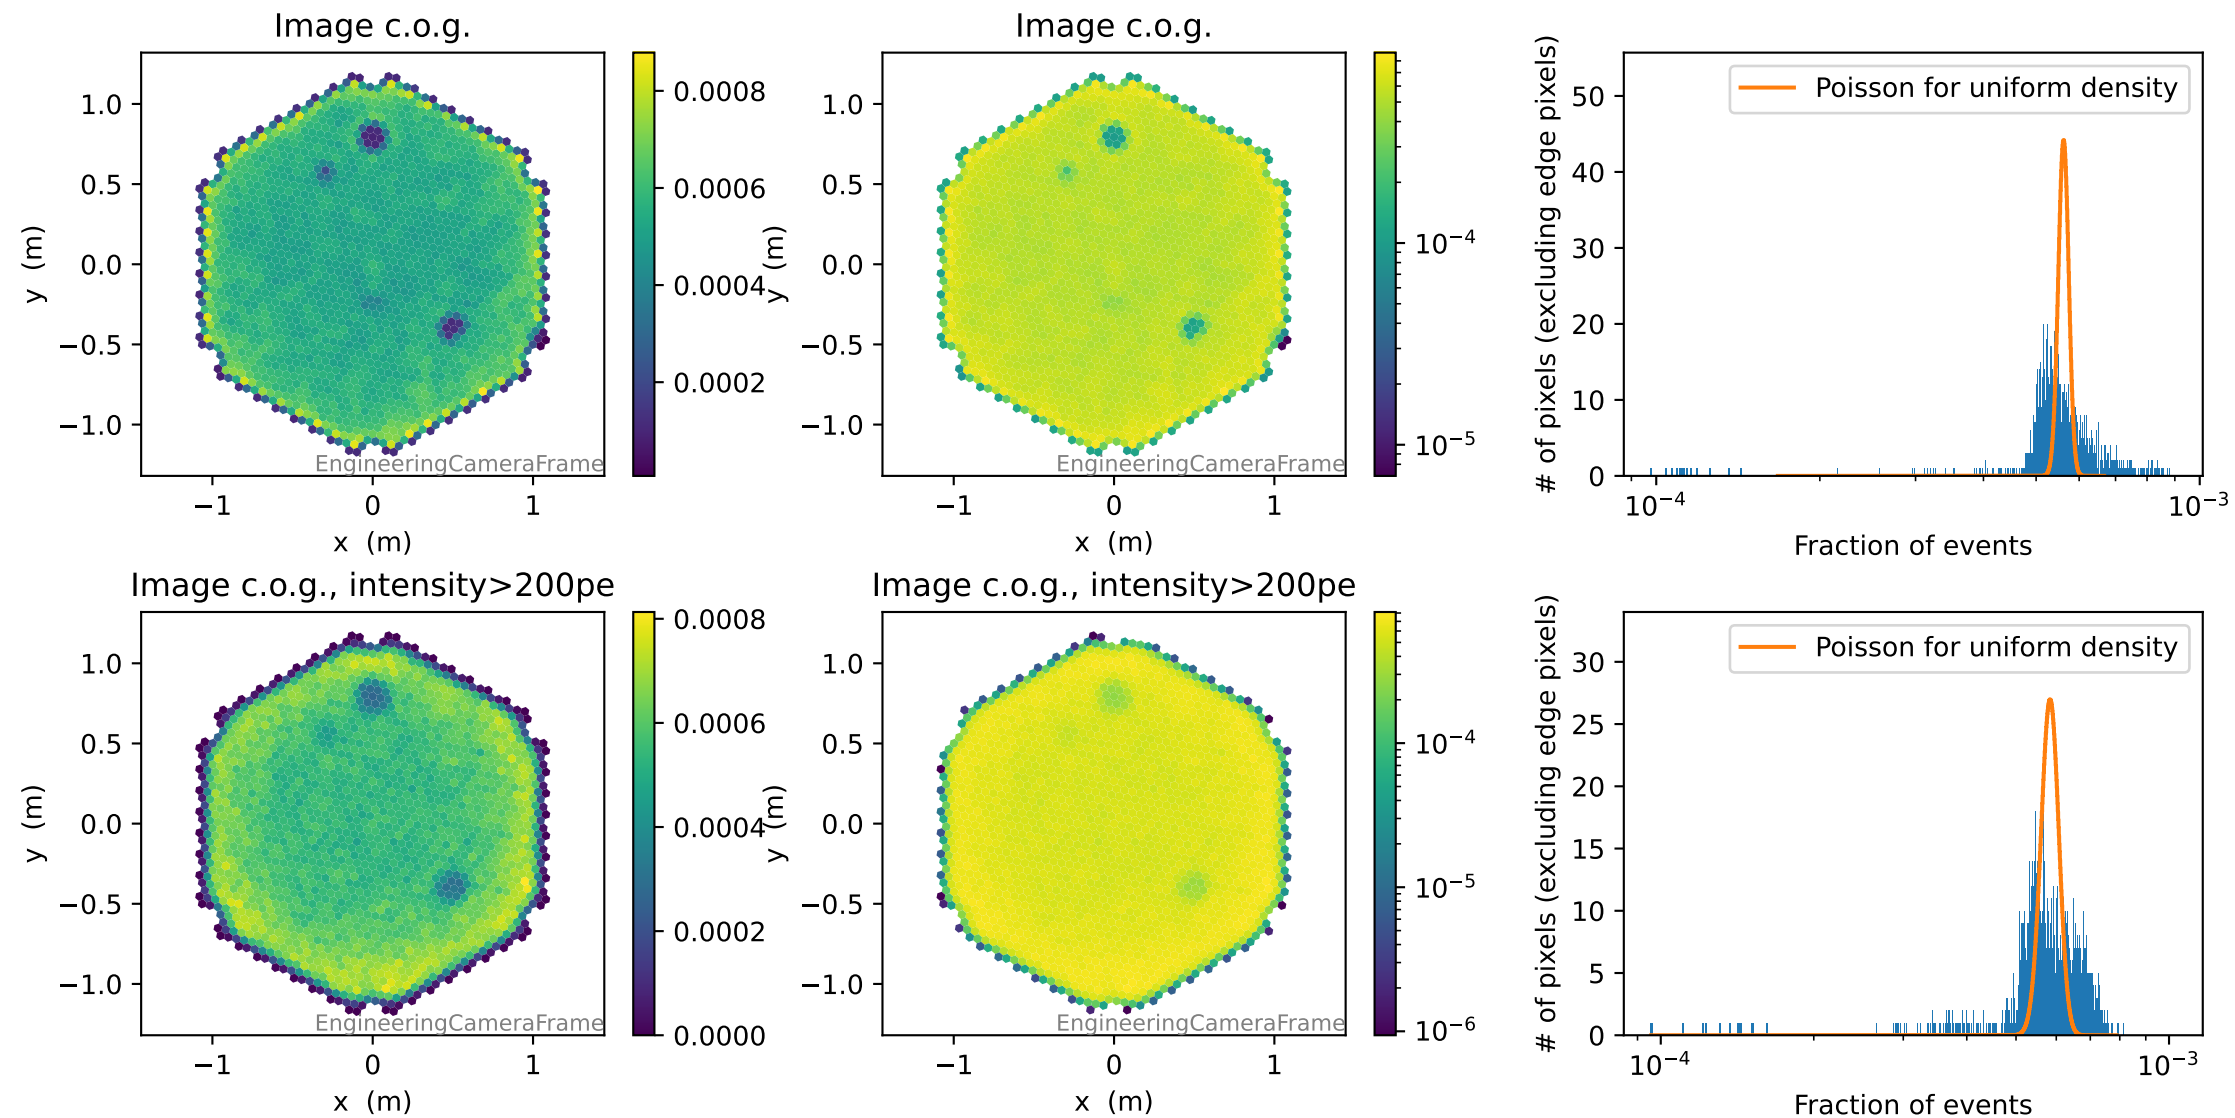 Image c.o.g.
y (m)
1.0
0.5
0.0
−0.5
−1.0
−1
0
1
x (m)
EngineeringCameraFrame
0.0008
0.0006
0.0004
0.0002
Image c.o.g.
y (m)
1.0
0.5
0.0
−0.5
−1.0
−1
0
1
x (m)
EngineeringCameraFrame
10⁻⁴
10⁻⁵
# of pixels (excluding edge pixels)
50
40
30
20
10
0
Poisson for uniform density
10⁻⁴
10⁻³
Fraction of events
Image c.o.g., intensity>200pe
y (m)
1.0
0.5
0.0
−0.5
−1.0
−1
0
1
x (m)
EngineeringCameraFrame
0.0008
0.0006
0.0004
0.0002
0.0000
Image c.o.g., intensity>200pe
y (m)
1.0
0.5
0.0
−0.5
−1.0
−1
0
1
x (m)
EngineeringCameraFrame
10⁻⁴
10⁻⁵
10⁻⁶
# of pixels (excluding edge pixels)
30
25
20
15
10
5
0
Poisson for uniform density
10⁻⁴
10⁻³
Fraction of events